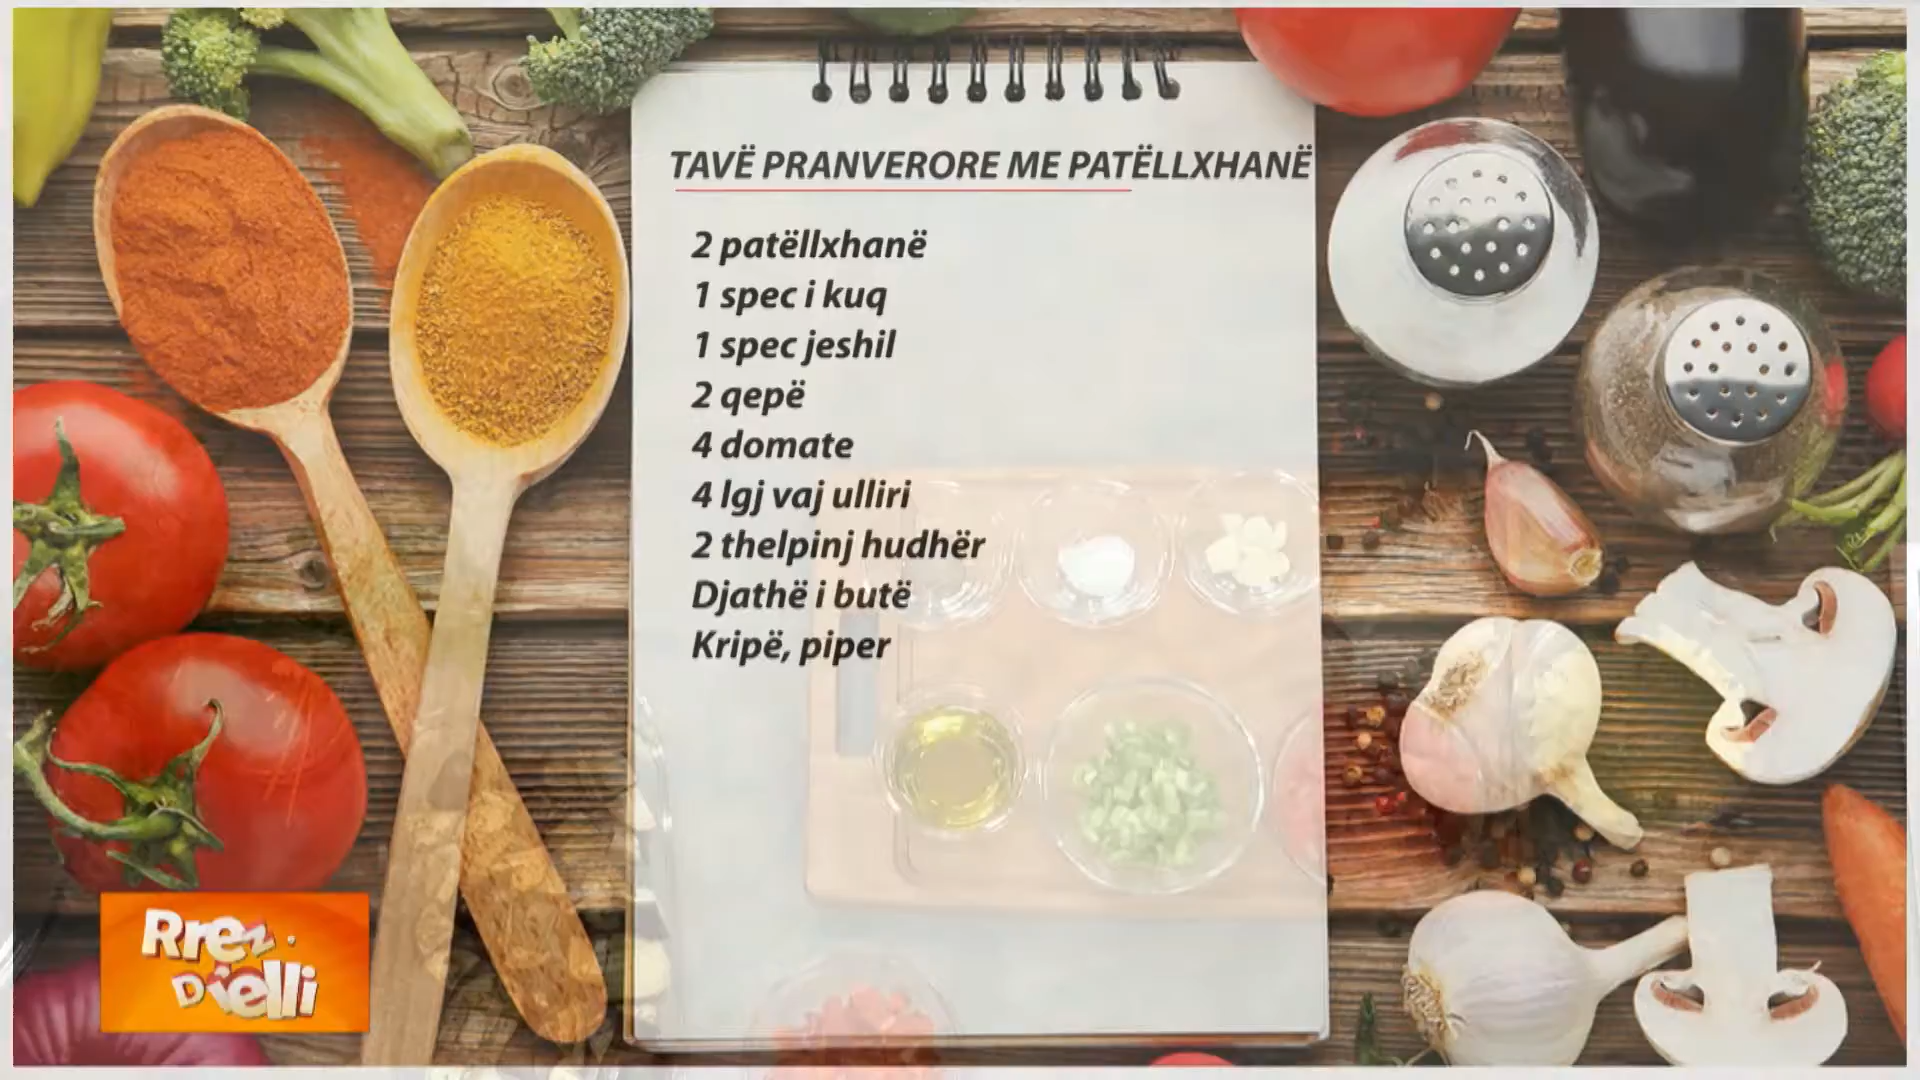 TAVË PRANVERORE ME PATËLLXHANË
2 patëllxhanë
1 spec i kuq
1 spec jeshil
2 qepë
4 domate
4 lgj vaj ulliri
2 thelpinj hudhër
Djathë i butë
Kripë, piper
Rrez
Dielli